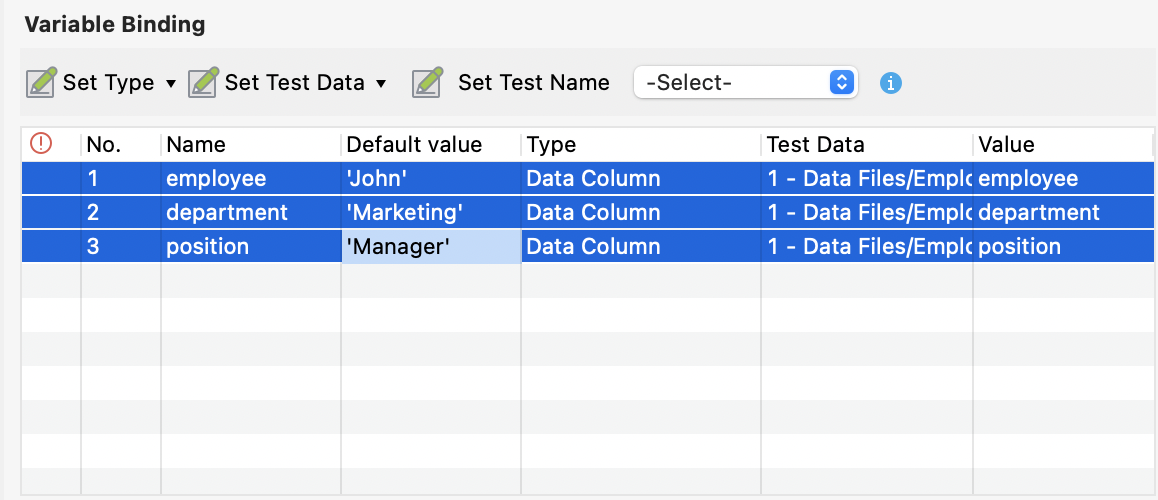 Variable Binding
Set Type Set Test Data Set Test Name -Select-
No. Name Default value Type Test Data Value
1 employee 'John' Data Column 1 - Data Files/Emplo employee
2 department 'Marketing' Data Column 1 - Data Files/Emplo department
3 position 'Manager' Data Column 1 - Data Files/Emplo position